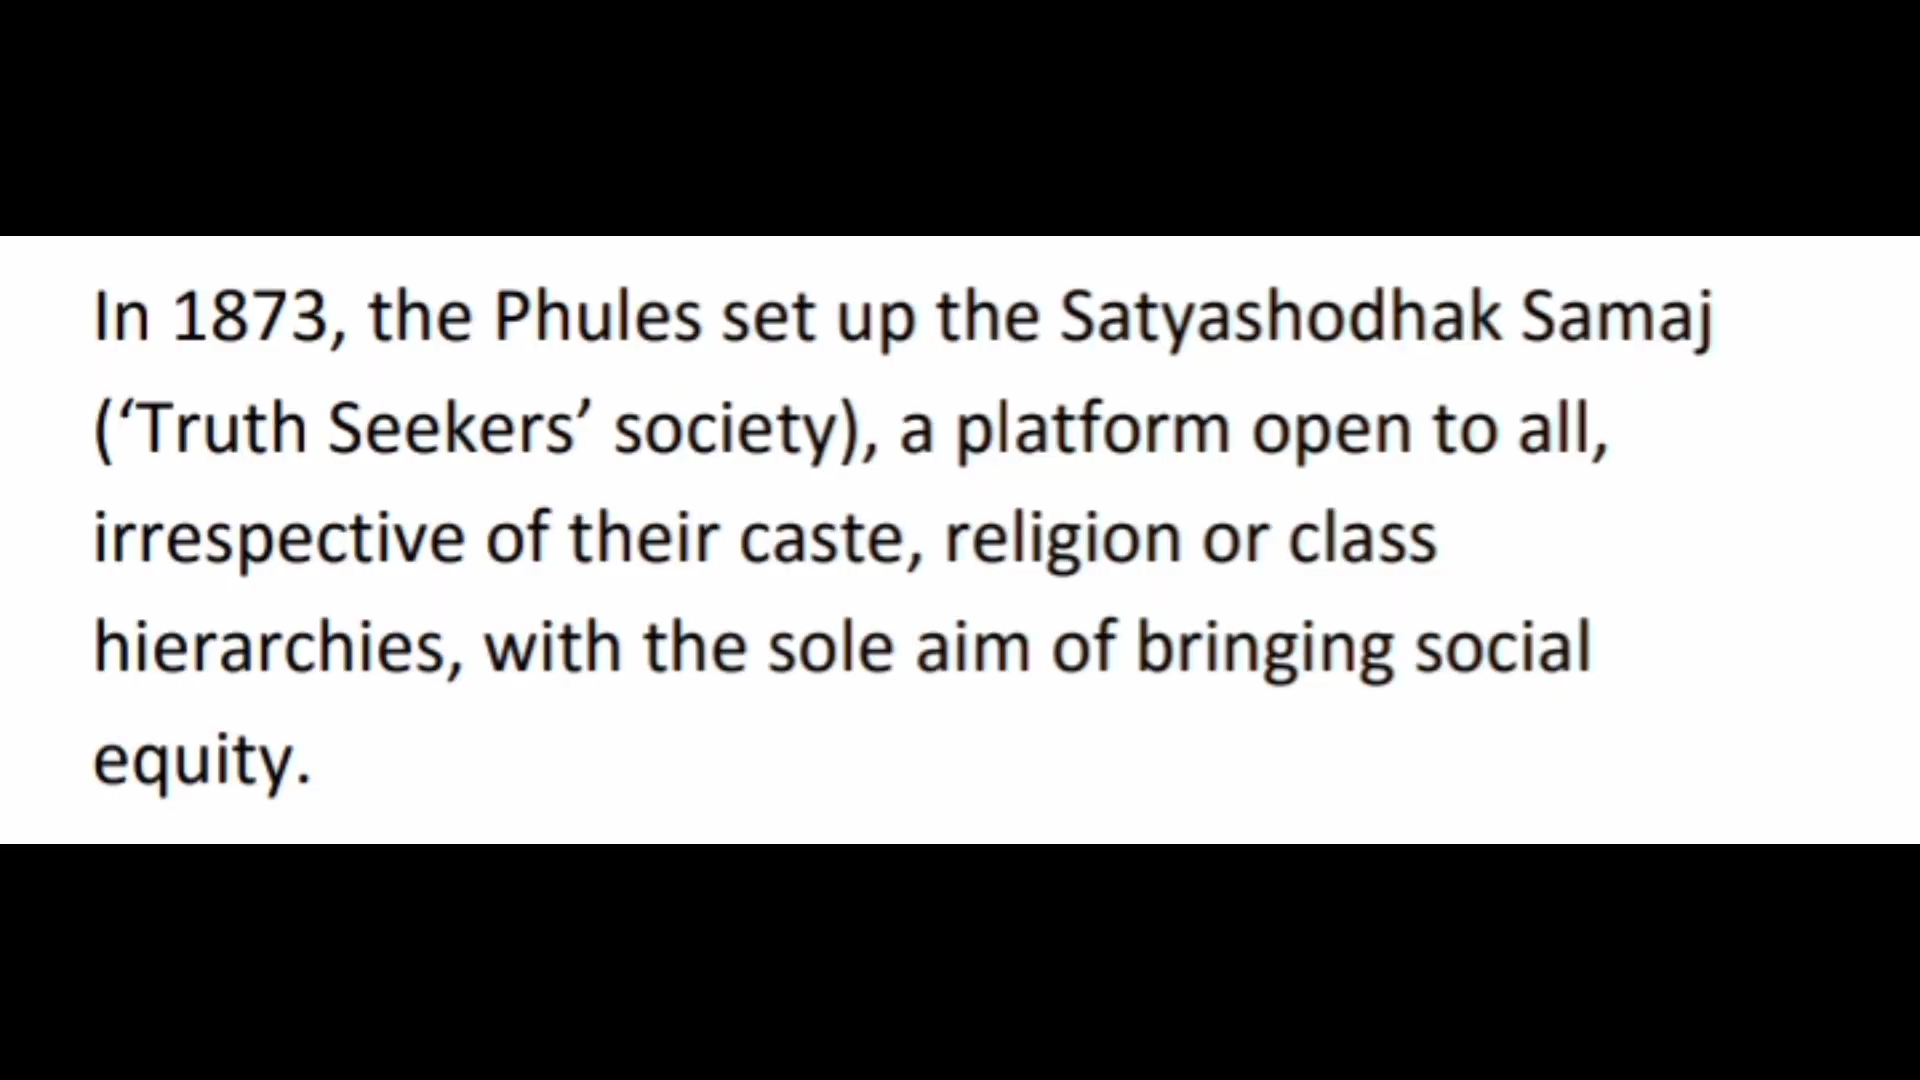 In 1873, the Phules set up the Satyashodhak Samaj
(‘Truth Seekers’ society), a platform open to all,
irrespective of their caste, religion or class
hierarchies, with the sole aim of bringing social
equity.